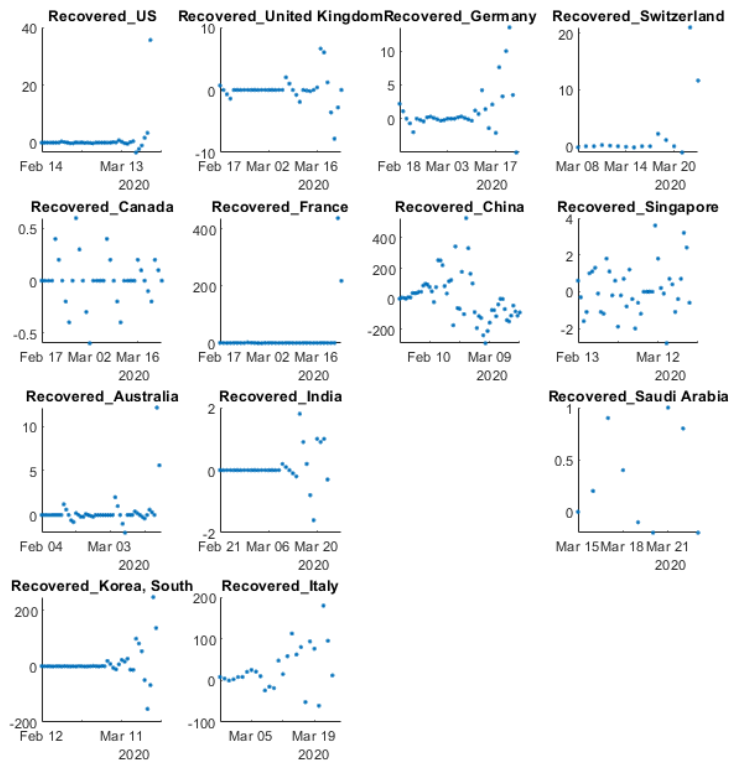 Recovered_US
40
20
0
Feb 14
Mar 13
2020
Recovered_United Kingdom
10
0
-10
Feb 17
Mar 02
Mar 16
2020
Recovered_Germany
10
5
0
Feb 18
Mar 03
Mar 17
2020
Recovered_Switzerland
20
10
0
Mar 08
Mar 14
Mar 20
2020
Recovered_Canada
0.5
0
-0.5
Feb 17
Mar 02
Mar 16
2020
Recovered_France
400
200
0
Feb 17
Mar 02
Mar 16
2020
Recovered_China
400
200
0
-200
Feb 10
Mar 09
2020
Recovered_Singapore
4
2
0
-2
Feb 13
Mar 12
2020
Recovered_Australia
10
5
0
Feb 04
Mar 03
2020
Recovered_India
2
0
-2
Feb 21
Mar 06
Mar 20
2020
Recovered_Saudi Arabia
1
0.5
0
Mar 15
Mar 18
Mar 21
2020
Recovered_Korea, South
200
0
-200
Feb 12
Mar 11
2020
Recovered_Italy
200
100
0
-100
Mar 05
Mar 19
2020